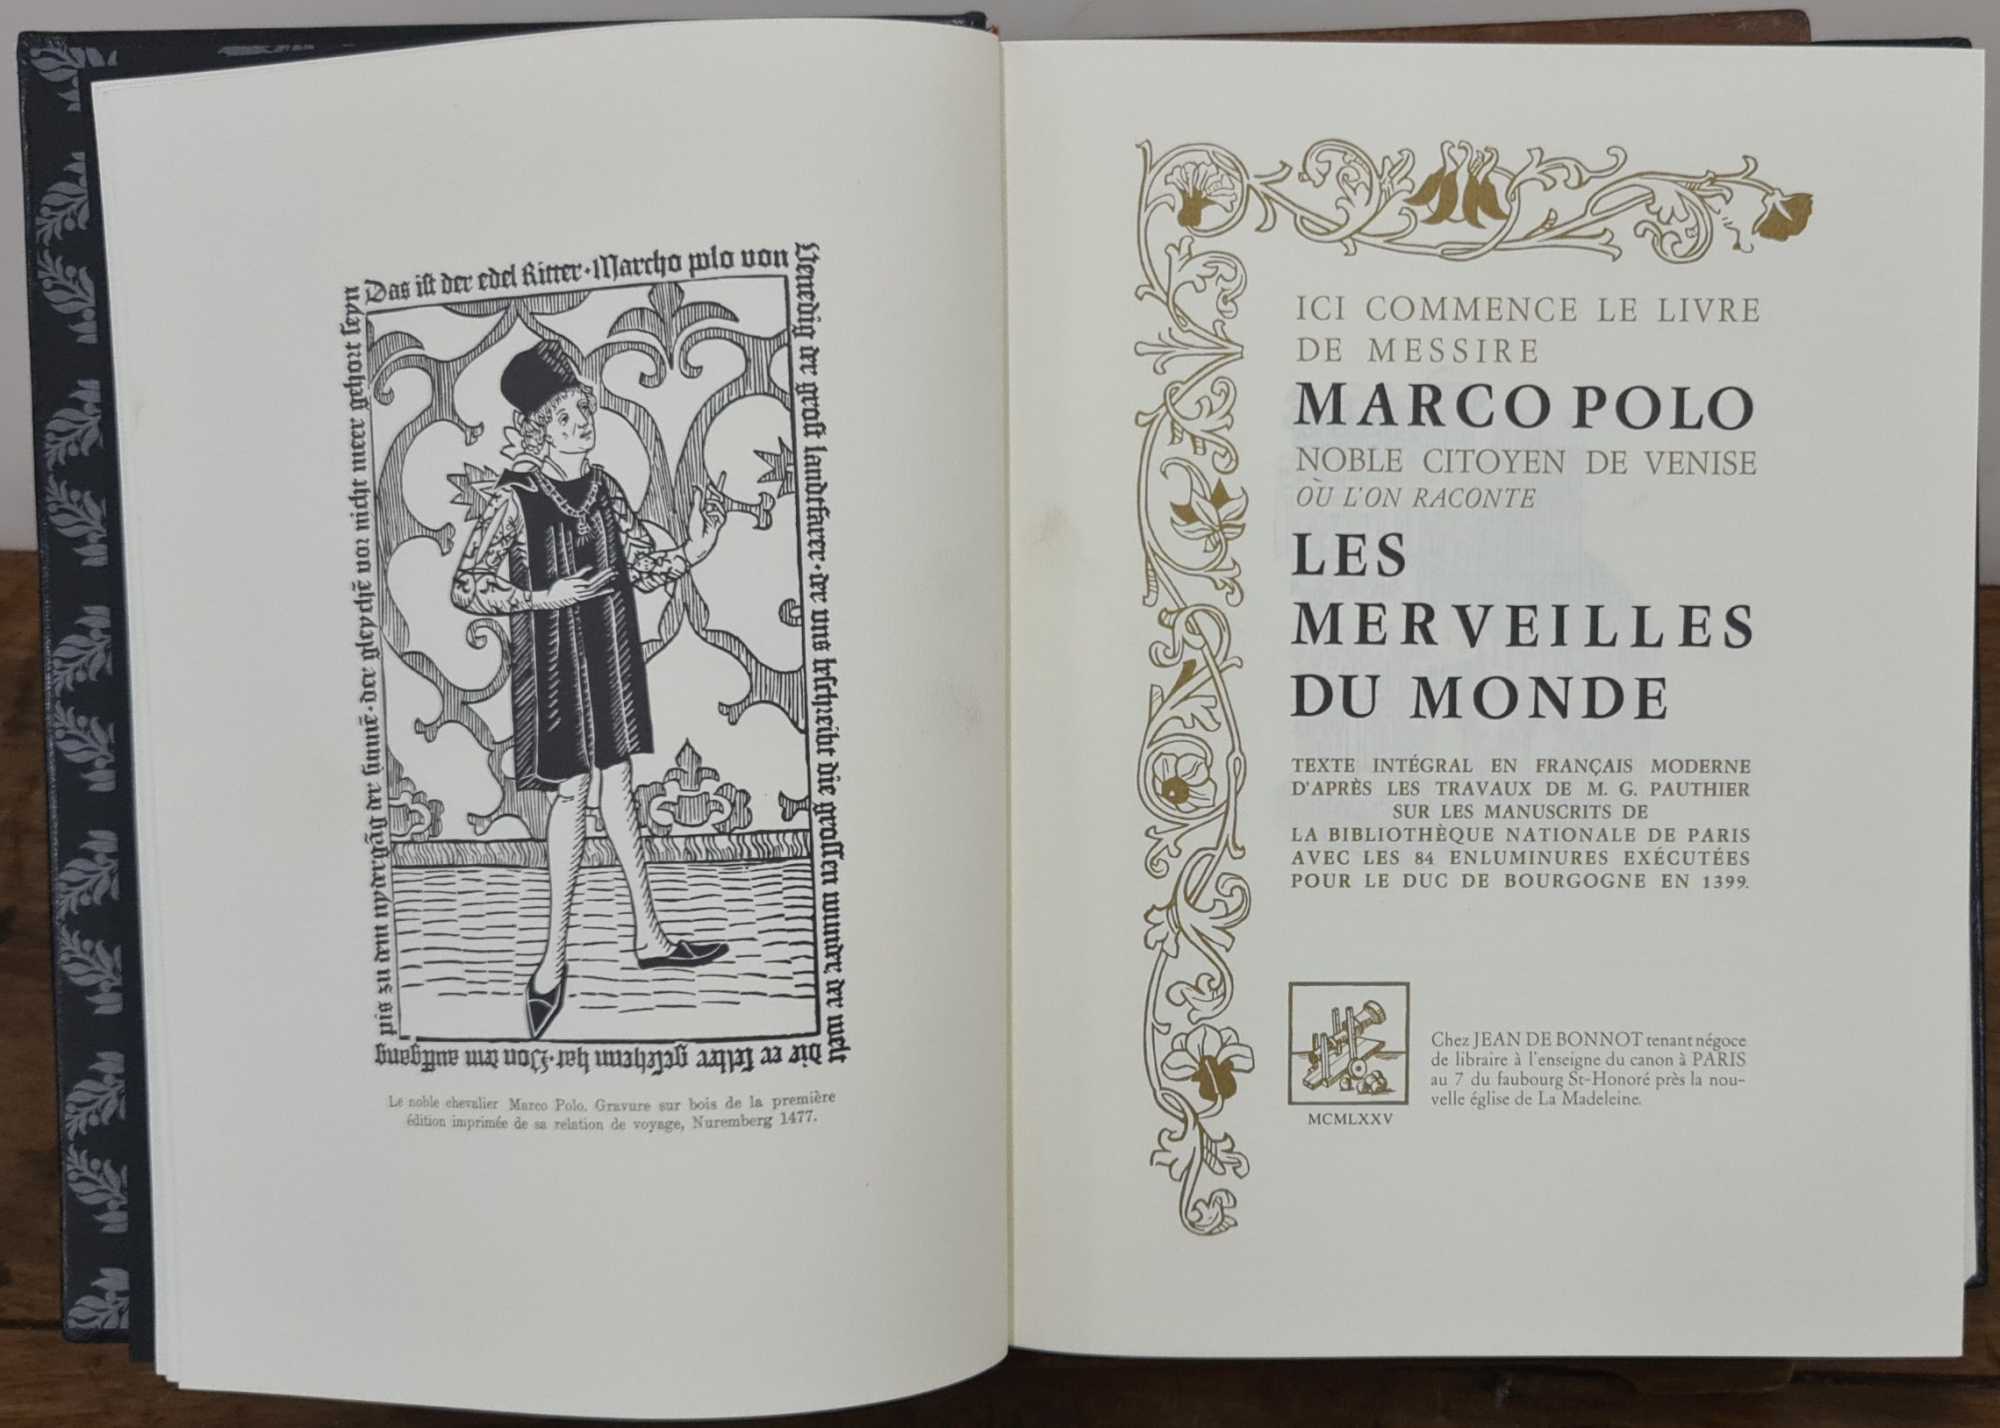 Das ist der edel Ritter · Marcho polo von
Venedig der grost landtfarer · der uns beschreibt die grossen wunder der welt
die er selber gesehenn hat · Von dem auffgang
pis zu dem nydergãg der sunnẽ · der gleychẽ vor nicht meer gehort seyn
Le noble chevalier Marco Polo. Gravure sur bois de la première
édition imprimée de sa relation de voyage, Nuremberg 1477.
ICI COMMENCE LE LIVRE
DE MESSIRE
MARCO POLO
NOBLE CITOYEN DE VENISE
OÙ L'ON RACONTE
LES
MERVEILLES
DU MONDE
TEXTE INTÉGRAL EN FRANÇAIS MODERNE
D'APRÈS LES TRAVAUX DE M. G. PAUTHIER
SUR LES MANUSCRITS DE
LA BIBLIOTHÈQUE NATIONALE DE PARIS
AVEC LES 84 ENLUMINURES EXÉCUTÉES
POUR LE DUC DE BOURGOGNE EN 1399.
Chez JEAN DE BONNOT tenant négoce
de libraire à l'enseigne du canon à PARIS
au 7 du faubourg St-Honoré près la nou-
velle église de La Madeleine.
MCMLXXV